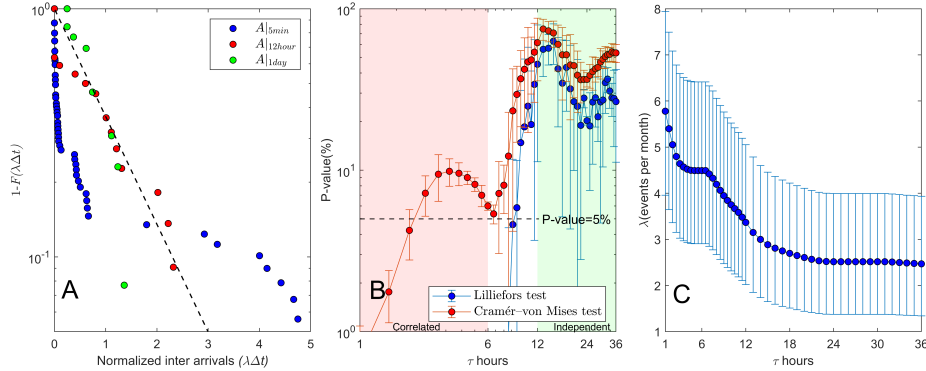 10^0
10^-1
1-F(λΔt)
A
A|5min
A|12hour
A|1day
0 1 2 3 4 5
Normalized inter arrivals (λΔt)
10^2
10^1
10^0
P-value(%)
P-value=5%
B
Lilliefors test
Cramér–von Mises test
Correlated
Independent
1 6 12 24 36
τ hours
8
7
6
5
4
3
2
1
λ(events per month)
C
1 6 12 18 24 30 36
τ hours